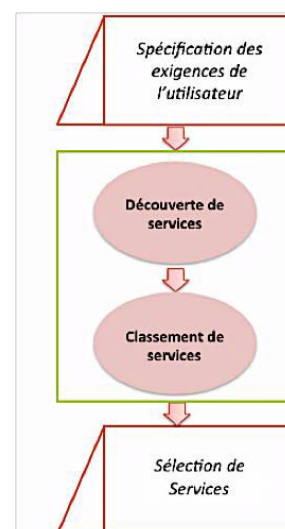 Spécification des
exigences de
l'utilisateur
Découverte de
services
Classement de
services
Sélection de
Services